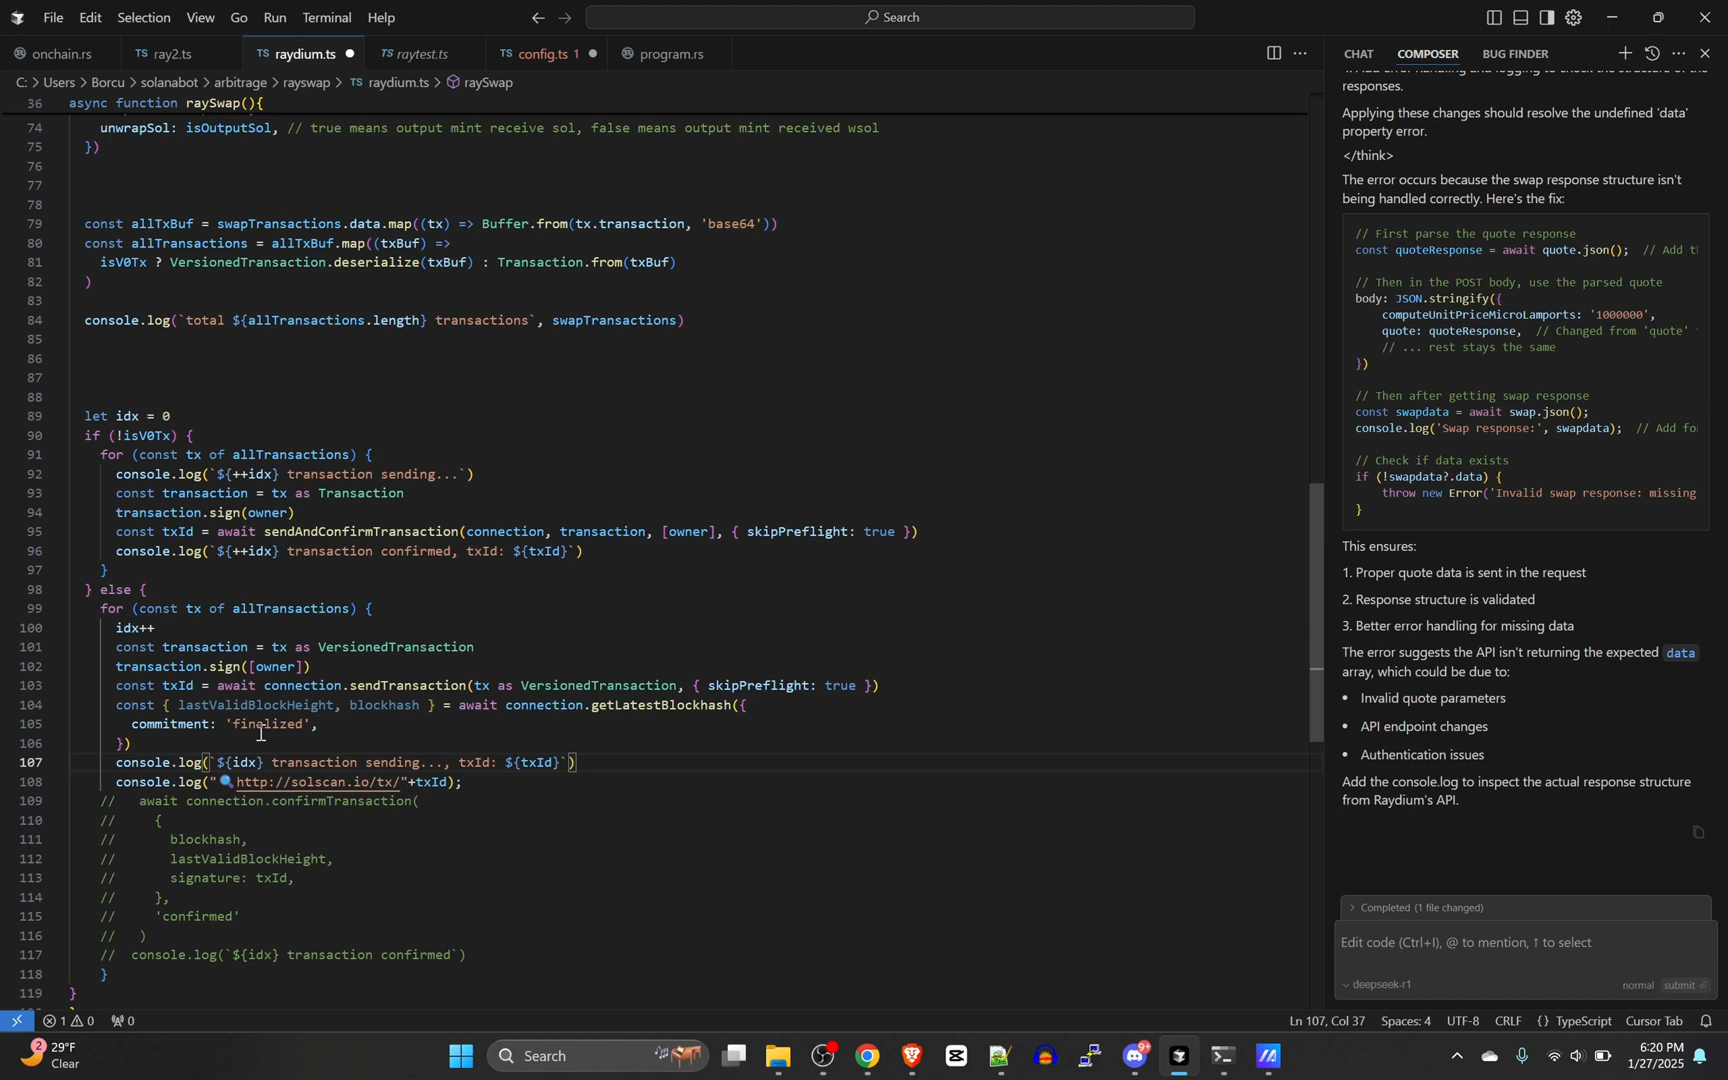 File Edit Selection View Go Run Terminal Help
Search
onchain.rs
ray2.ts
raydium.ts
raytest.ts
config.ts 1
program.rs
CHAT COMPOSER BUG FINDER
C: > Users > Borcu > solanabot > arbitrage > rayswap > TS raydium.ts > raySwap
36 async function raySwap(){
74 unwrapSol: isOutputSol, // true means output mint receive sol, false means output mint received wsol
75 })
76
77
78
79 const allTxBuf = swapTransactions.data.map((tx) => Buffer.from(tx.transaction, 'base64'))
80 const allTransactions = allTxBuf.map((txBuf) =>
81 isV0Tx ? VersionedTransaction.deserialize(txBuf) : Transaction.from(txBuf)
82 )
83
84 console.log(`total ${allTransactions.length} transactions`, swapTransactions)
85
86
87
88
89 let idx = 0
90 if (!isV0Tx) {
91 for (const tx of allTransactions) {
92 console.log(`${++idx} transaction sending...`)
93 const transaction = tx as Transaction
94 transaction.sign(owner)
95 const txId = await sendAndConfirmTransaction(connection, transaction, [owner], { skipPreflight: true })
96 console.log(`${++idx} transaction confirmed, txId: ${txId}`)
97 }
98 } else {
99 for (const tx of allTransactions) {
100 idx++
101 const transaction = tx as VersionedTransaction
102 transaction.sign([owner])
103 const txId = await connection.sendTransaction(tx as VersionedTransaction, { skipPreflight: true })
104 const { lastValidBlockHeight, blockhash } = await connection.getLatestBlockhash({
105 commitment: 'finalized',
106 })
107 console.log(`${idx} transaction sending..., txId: ${txId}`)
108 console.log("🔍http://solscan.io/tx/"+txId);
109 // await connection.confirmTransaction(
110 // {
111 // blockhash,
112 // lastValidBlockHeight,
113 // signature: txId,
114 // },
115 // 'confirmed'
116 // )
117 // console.log(`${idx} transaction confirmed`)
118 }
119 }
responses.
Applying these changes should resolve the undefined 'data'
property error.
</think>
The error occurs because the swap response structure isn't
being handled correctly. Here's the fix:
// First parse the quote response
const quoteResponse = await quote.json(); // Add
// Then in the POST body, use the parsed quote
body: JSON.stringify({
computeUnitPriceMicroLamports: '1000000',
quote: quoteResponse, // Changed from 'quote'
// ... rest stays the same
})
// Then after getting swap response
const swapdata = await swap.json();
console.log('Swap response:', swapdata); // Add
// Check if data exists
if (!swapdata?.data) {
throw new Error('Invalid swap response: missing
}
This ensures:
1. Proper quote data is sent in the request
2. Response structure is validated
3. Better error handling for missing data
The error suggests the API isn't returning the expected data
array, which could be due to:
• Invalid quote parameters
• API endpoint changes
• Authentication issues
Add the console.log to inspect the actual response structure
from Raydium's API.
Completed (1 file changed)
Edit code (Ctrl+I), @ to mention, ↑ to select
deepseek-r1
normal submit
1 0 0
Ln 107, Col 37 Spaces: 4 UTF-8 CRLF {} TypeScript Cursor Tab
2
29°F
Clear
Search
9+
6:20 PM
1/27/2025